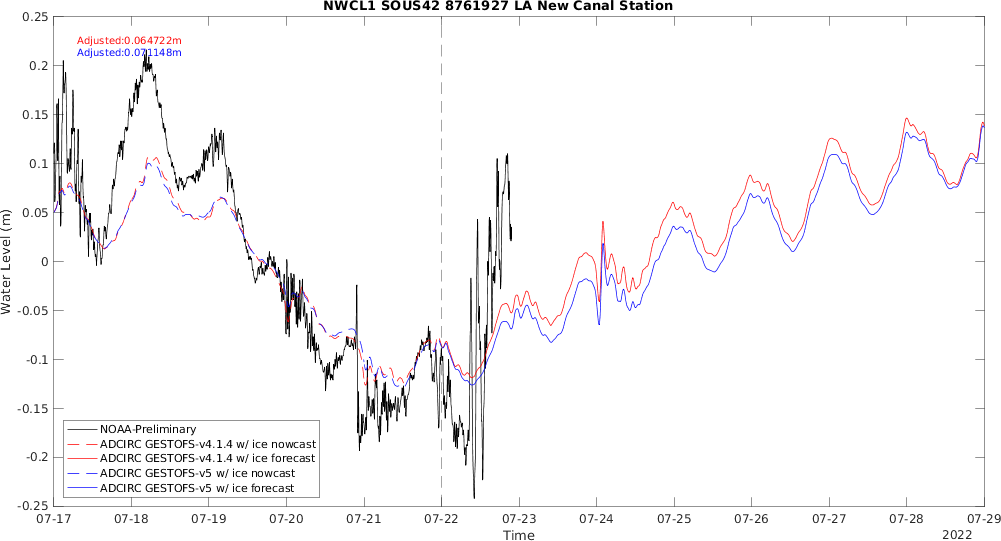 NWCL1 SOUS42 8761927 LA New Canal Station
Adjusted:0.064722m
Adjusted:0.071148m
0.25
0.2
0.15
0.1
0.05
0
-0.05
-0.1
-0.15
-0.2
-0.25
Water Level (m)
NOAA-Preliminary
ADCIRC GESTOFS-v4.1.4 w/ ice nowcast
ADCIRC GESTOFS-v4.1.4 w/ ice forecast
ADCIRC GESTOFS-v5 w/ ice nowcast
ADCIRC GESTOFS-v5 w/ ice forecast
07-17 07-18 07-19 07-20 07-21 07-22 07-23 07-24 07-25 07-26 07-27 07-28 07-29
Time
2022